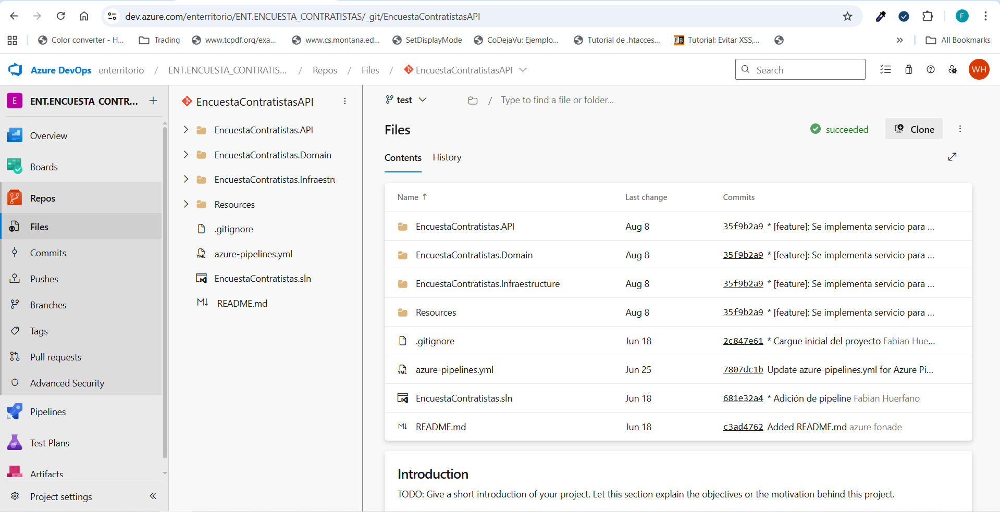 dev.azure.com/enterritorio/ENT.ENCUESTA_CONTRATISTAS/_git/EncuestaContratistasAPI
F
Color converter - H...
Trading
www.tcpdf.org/exa...
www.cs.montana.ed...
SetDisplayMode
CoDejaVu: Ejemplo...
Tutorial de .htacces...
FB
Tutorial: Evitar XSS,...
All Bookmarks
Azure DevOps enterritorio / ENT.ENCUESTA_CONTRATIS... / Repos / Files / EncuestaContratistasAPI
Search
WH
E ENT.ENCUESTA_CONTR...
Overview
Boards
Repos
Files
Commits
Pushes
Branches
Tags
Pull requests
Advanced Security
Pipelines
Test Plans
Artifacts
Project settings
EncuestaContratistasAPI
EncuestaContratistas.API
EncuestaContratistas.Domain
EncuestaContratistas.Infraestru
Resources
.gitignore
YML azure-pipelines.yml
EncuestaContratistas.sln
M↓ README.md
test
/ Type to find a file or folder...
Files
succeeded
Clone
Contents History
Name ↑ Last change Commits
EncuestaContratistas.API Aug 8 35f9b2a9 * [feature]: Se implementa servicio para ...
EncuestaContratistas.Domain Aug 8 35f9b2a9 * [feature]: Se implementa servicio para ...
EncuestaContratistas.Infraestructure Aug 8 35f9b2a9 * [feature]: Se implementa servicio para ...
Resources Aug 8 35f9b2a9 * [feature]: Se implementa servicio para ...
.gitignore Jun 18 2c847e61 * Cargue inicial del proyecto Fabian Hue...
YML azure-pipelines.yml Jun 25 7807dc1b Update azure-pipelines.yml for Azure Pi...
EncuestaContratistas.sln Jun 18 681e32a4 * Adición de pipeline Fabian Huerfano
M↓ README.md Jun 18 c3ad4762 Added README.md azure fonade
Introduction
TODO: Give a short introduction of your project. Let this section explain the objectives or the motivation behind this project.